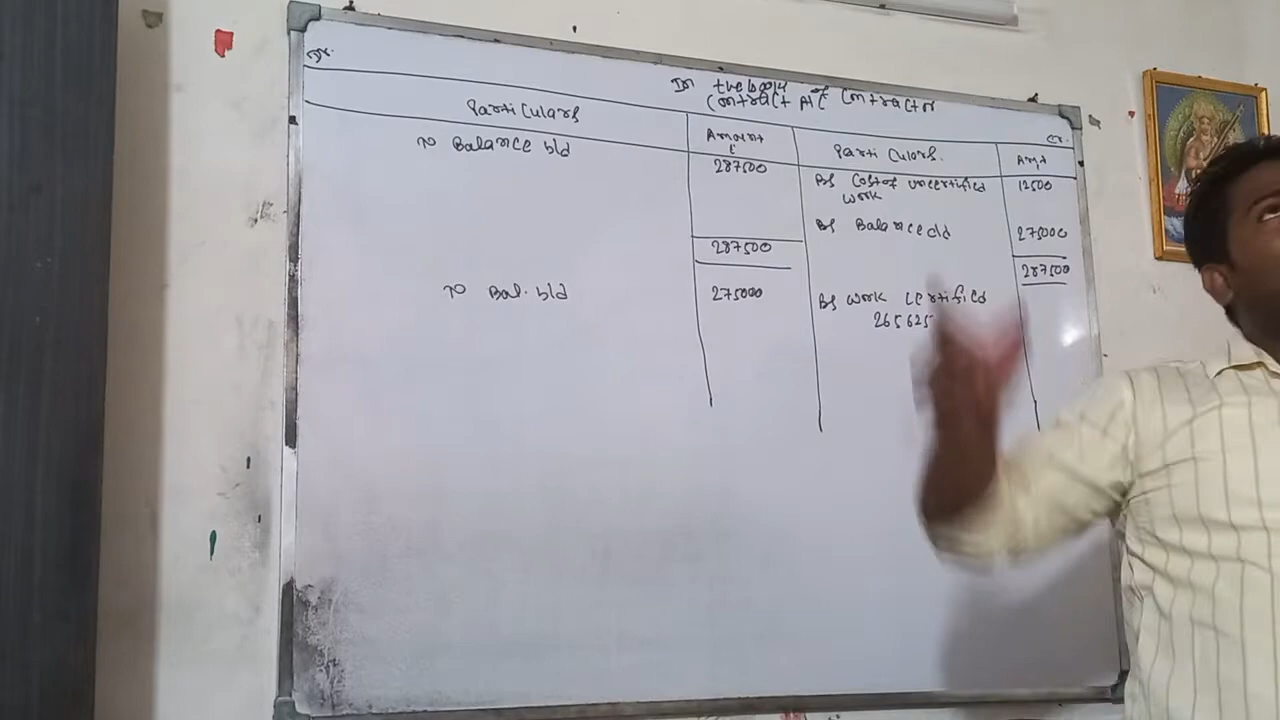 Dr.
In the books of Contractor
Contract A/c
Cr.
Particulars
Amount
₹
Particulars.
Amt
To Balance b/d
287500
By Cost of uncertified
work
12500
By Balance c/d
275000
287500
287500
To Bal. b/d
275000
By work certified
265625